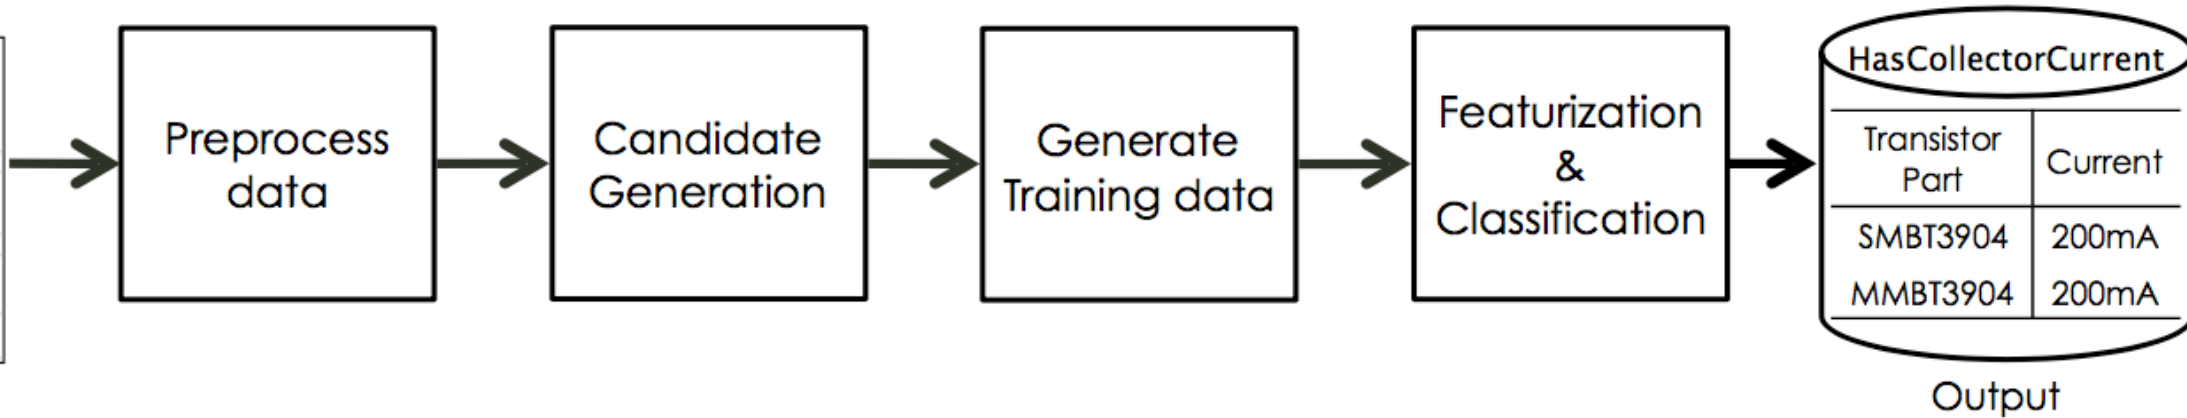 Preprocess
data
Candidate
Generation
Generate
Training data
Featurization
&
Classification
HasCollectorCurrent
Transistor
Part
Current
SMBT3904 200mA
MMBT3904 200mA
Output